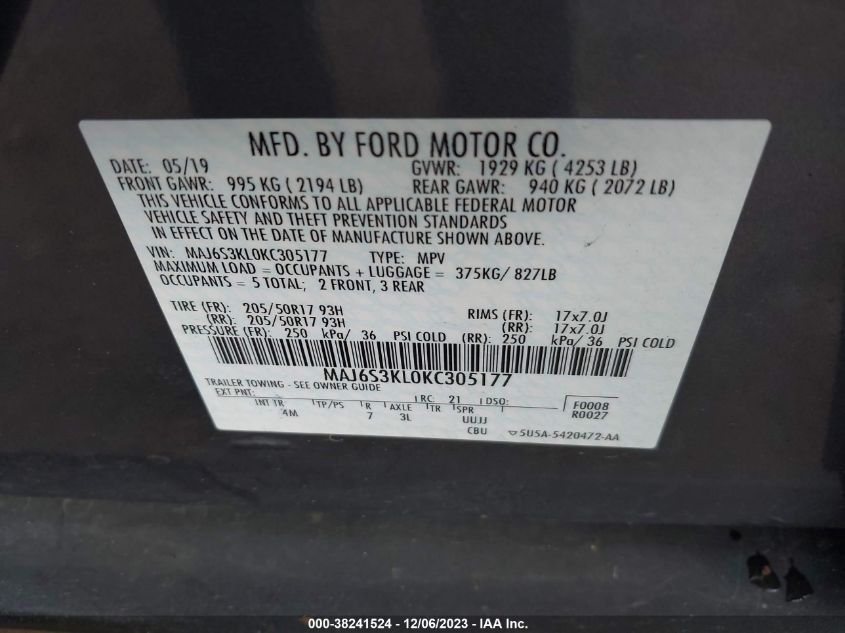 MFD. BY FORD MOTOR CO.
DATE: 05/19 GVWR: 1929 KG ( 4253 LB)
FRONT GAWR: 995 KG ( 2194 LB) REAR GAWR: 940 KG ( 2072 LB)
THIS VEHICLE CONFORMS TO ALL APPLICABLE FEDERAL MOTOR
VEHICLE SAFETY AND THEFT PREVENTION STANDARDS
IN EFFECT ON THE DATE OF MANUFACTURE SHOWN ABOVE.
VIN: MAJ6S3KL0KC305177 TYPE: MPV
MAXIMUM LOAD = OCCUPANTS + LUGGAGE = 375KG/ 827LB
OCCUPANTS = 5 TOTAL; 2 FRONT, 3 REAR
TIRE (FR): 205/50R17 93H RIMS (FR): 17x7.0J
(RR): 205/50R17 93H (RR): 17x7.0J
PRESSURE (FR): 250 kPa/ 36 PSI COLD (RR): 250 kPa/ 36 PSI COLD
MAJ6S3KL0KC305177
TRAILER TOWING - SEE OWNER GUIDE
EXT PNT: RC: 21 DSO: F0008
INT TR TP/PS R AXLE TR SPR R0027
4M 7 3L UUJJ
CBU 5U5A-5420472-AA
000-38241524 - 12/06/2023 - IAA Inc.